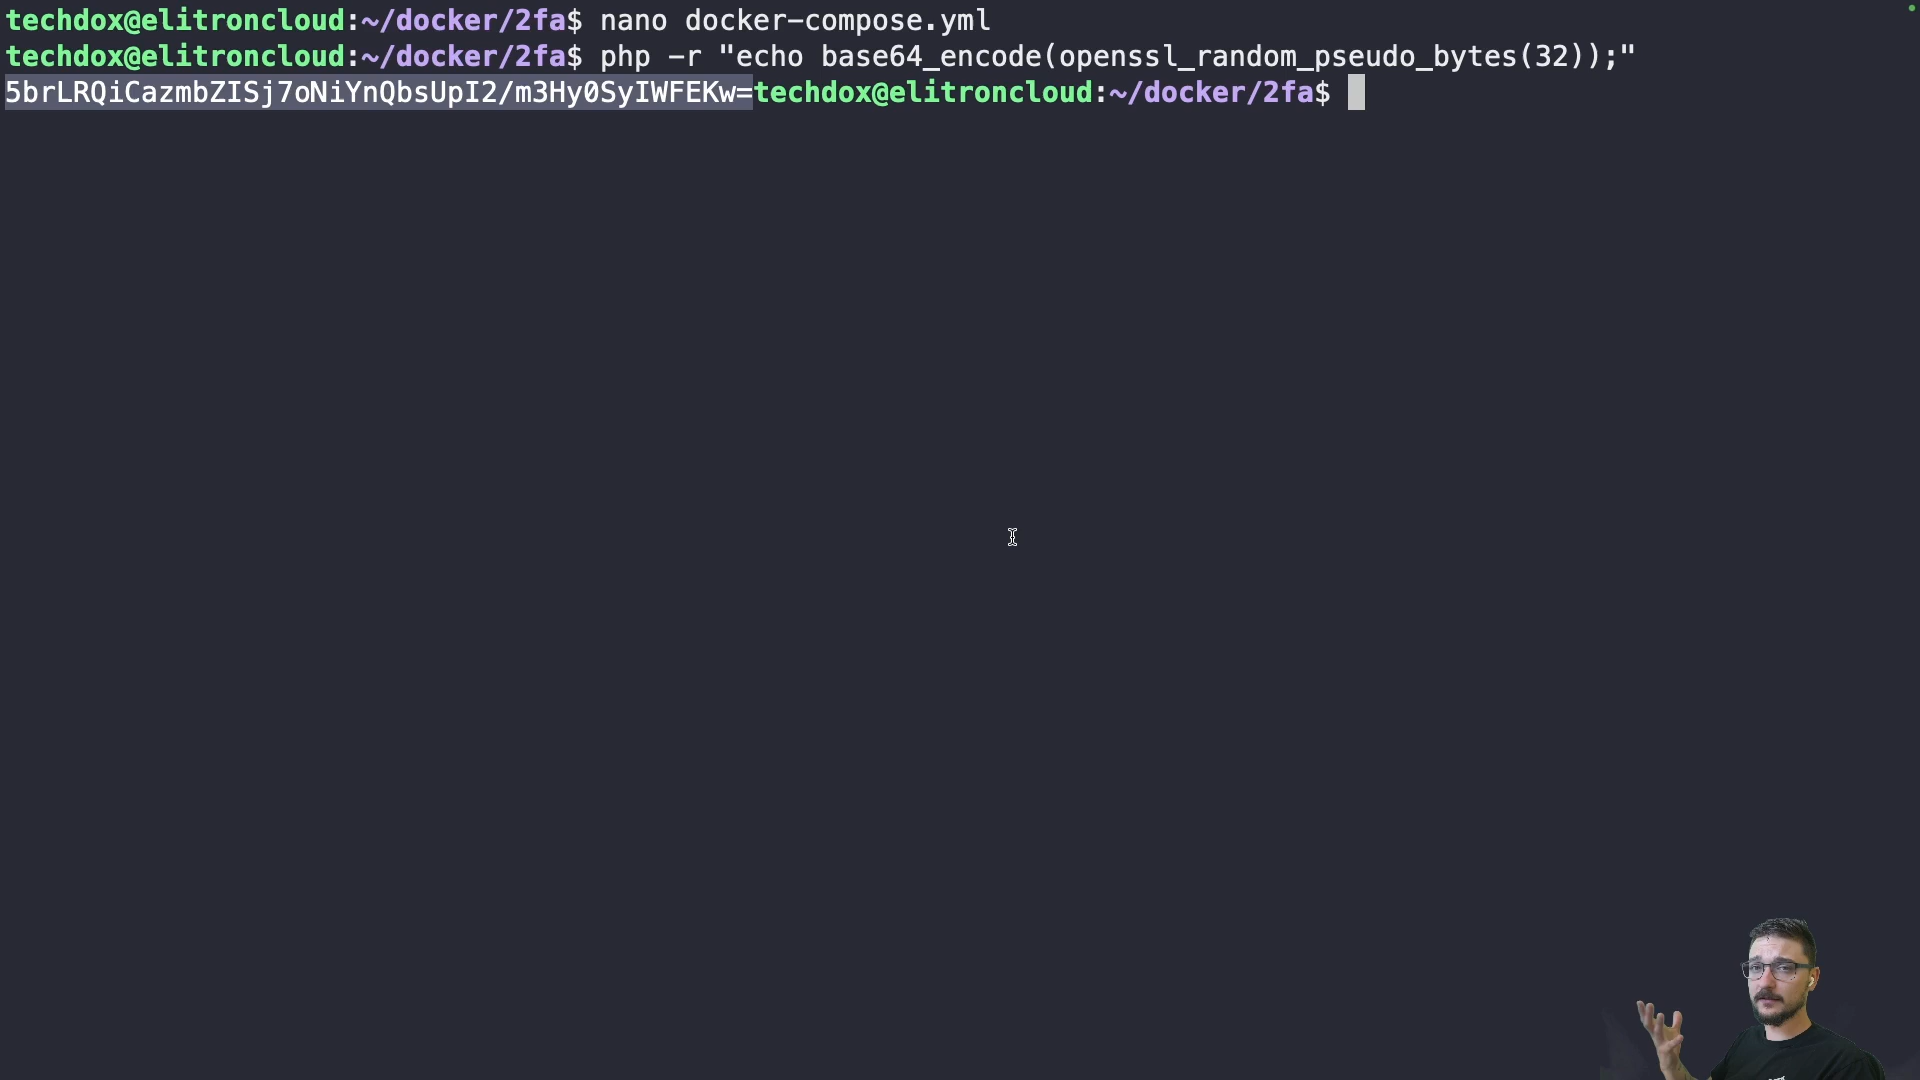 techdox@elitroncloud:~/docker/2fa$ nano docker-compose.yml
techdox@elitroncloud:~/docker/2fa$ php -r "echo base64_encode(openssl_random_pseudo_bytes(32));"
5brLRQiCazmbZISj7oNiYnQbsUpI2/m3Hy0SyIWFEKw=techdox@elitroncloud:~/docker/2fa$